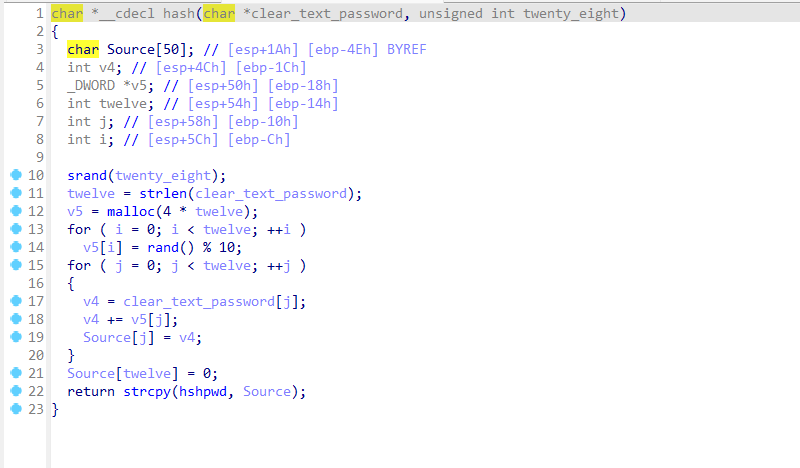 1 char *__cdecl hash(char *clear_text_password, unsigned int twenty_eight)
2 {
3   char Source[50]; // [esp+1Ah] [ebp-4Eh] BYREF
4   int v4; // [esp+4Ch] [ebp-1Ch]
5   _DWORD *v5; // [esp+50h] [ebp-18h]
6   int twelve; // [esp+54h] [ebp-14h]
7   int j; // [esp+58h] [ebp-10h]
8   int i; // [esp+5Ch] [ebp-Ch]
9
10   srand(twenty_eight);
11   twelve = strlen(clear_text_password);
12   v5 = malloc(4 * twelve);
13   for ( i = 0; i < twelve; ++i )
14     v5[i] = rand() % 10;
15   for ( j = 0; j < twelve; ++j )
16   {
17     v4 = clear_text_password[j];
18     v4 += v5[j];
19     Source[j] = v4;
20   }
21   Source[twelve] = 0;
22   return strcpy(hshpwd, Source);
23 }